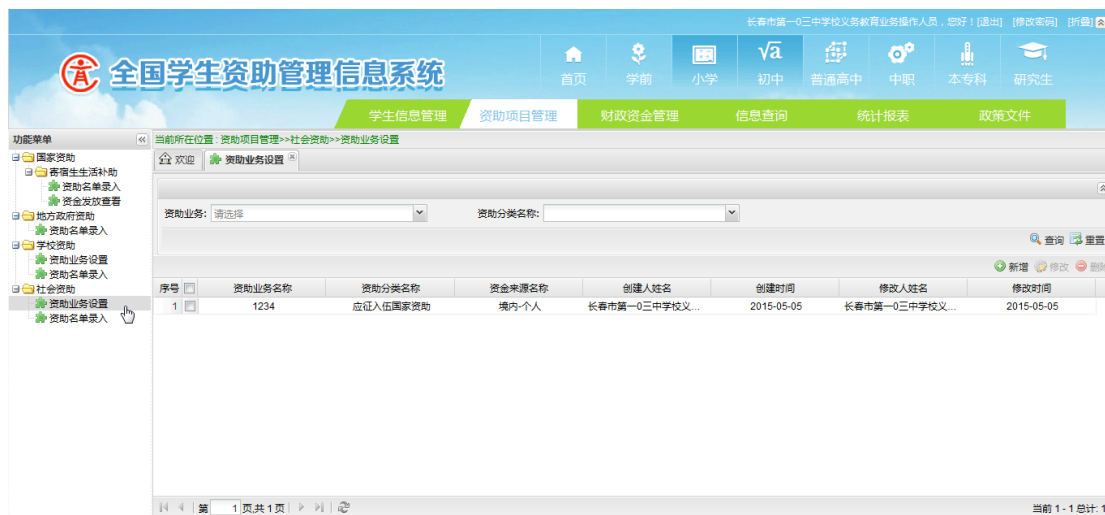 长春市第一0三中学校义务教育业务操作人员，您好！[退出] [修改密码] [折叠]
资 全国学生资助管理信息系统
首页 学前 小学 √a 初中 普通高中 中职 本专科 研究生
学生信息管理 资助项目管理 财政资金管理 信息查询 统计报表 政策文件
功能菜单 当前所在位置：资助项目管理>>社会资助>>资助业务设置
国家资助
寄宿生生活补助
资助名单录入
资金发放查看
地方政府资助
资助名单录入
学校资助
资助业务设置
资助名单录入
社会资助
资助业务设置
资助名单录入
欢迎 资助业务设置
资助业务: 请选择 资助分类名称:
查询 重置
新增 修改 删除
序号 资助业务名称 资助分类名称 资金来源名称 创建人姓名 创建时间 修改人姓名 修改时间
1 1234 应征入伍国家资助 境内-个人 长春市第一0三中学校义... 2015-05-05 长春市第一0三中学校义... 2015-05-05
第 1 页,共 1 页 当前 1 - 1 总计: 1